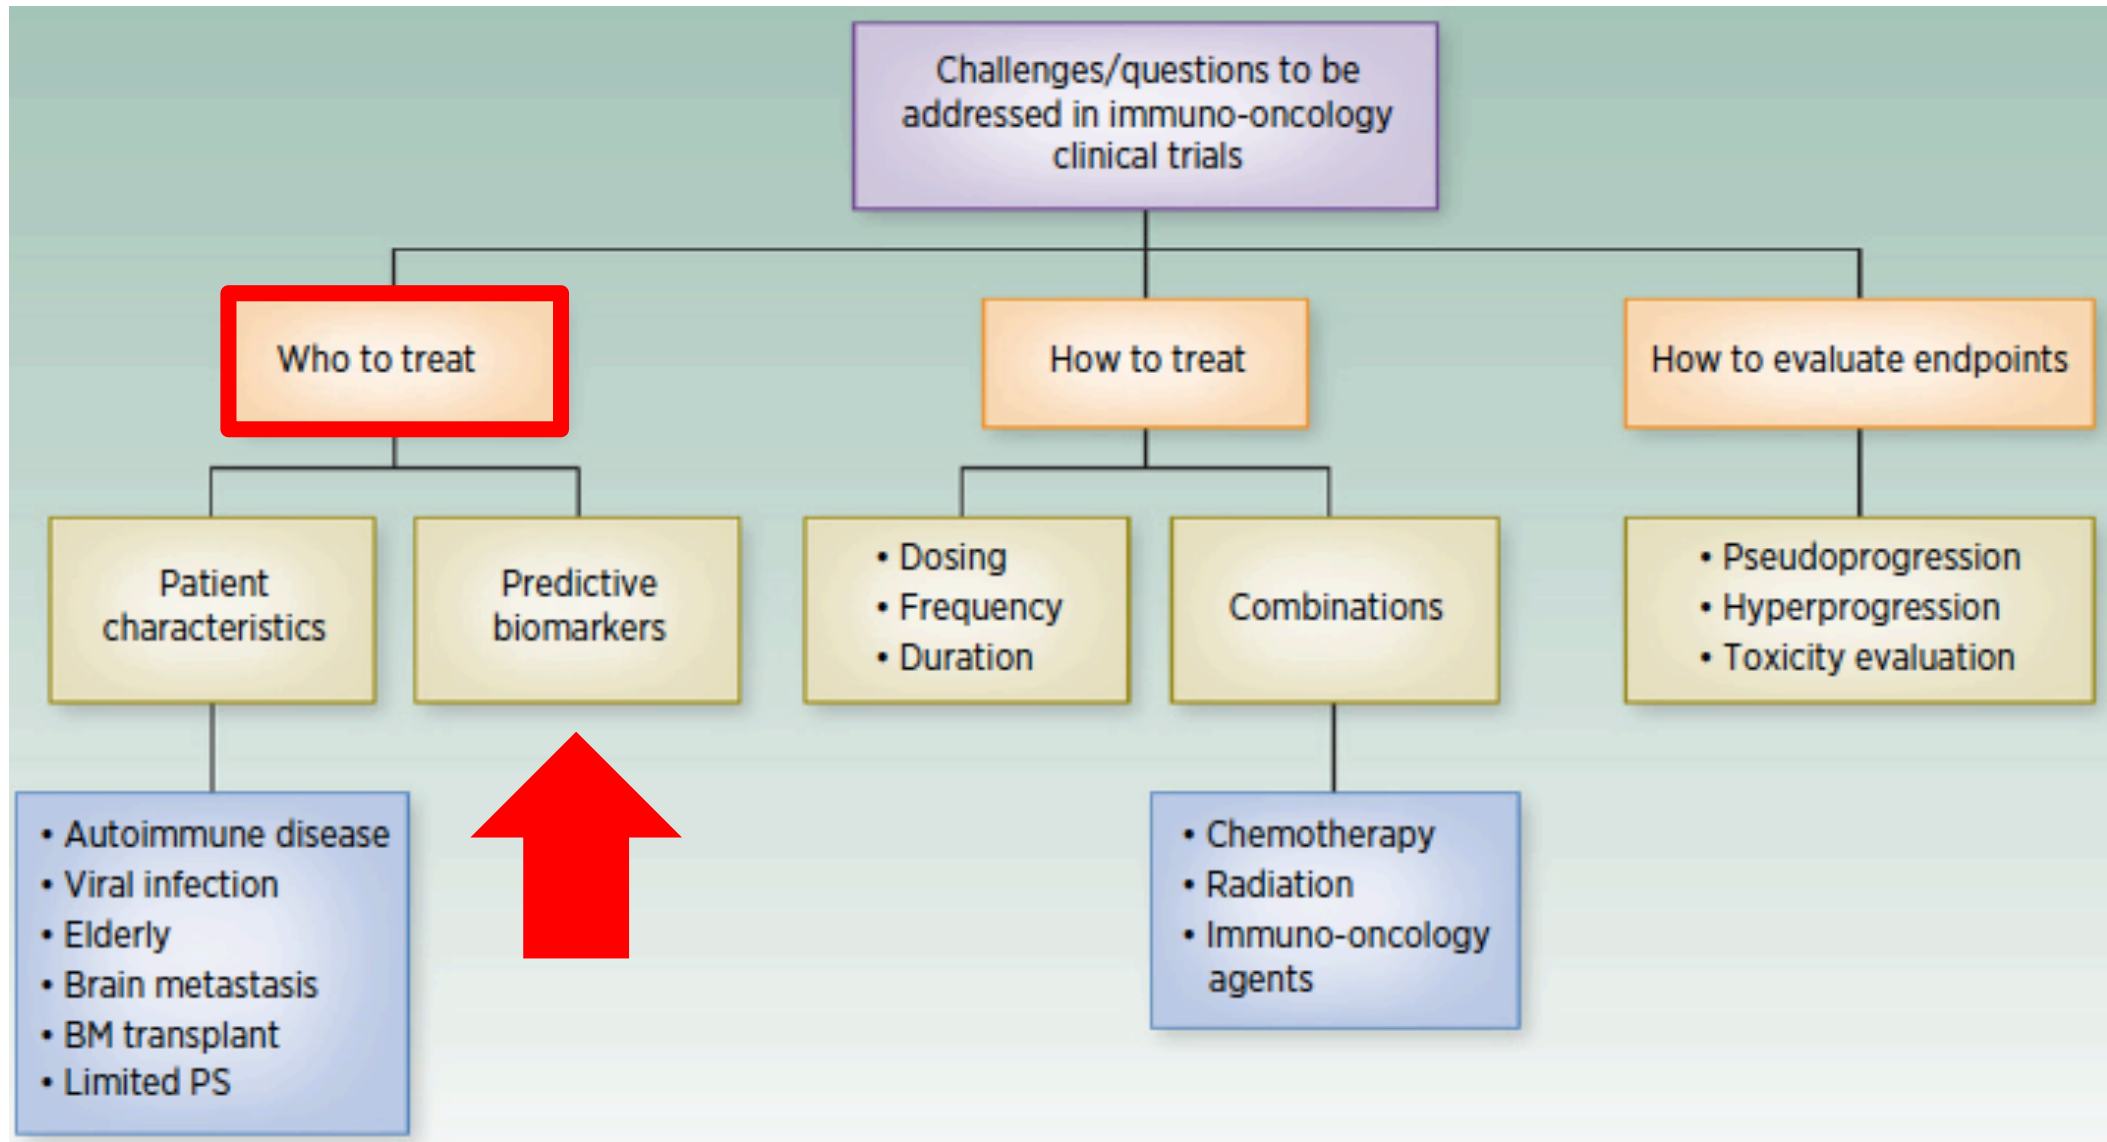 Challenges/questions to be
addressed in immuno-oncology
clinical trials
Who to treat
How to treat
How to evaluate endpoints
Patient
characteristics
Predictive
biomarkers
• Dosing
• Frequency
• Duration
Combinations
• Pseudoprogression
• Hyperprogression
• Toxicity evaluation
• Autoimmune disease
• Viral infection
• Elderly
• Brain metastasis
• BM transplant
• Limited PS
• Chemotherapy
• Radiation
• Immuno-oncology
agents